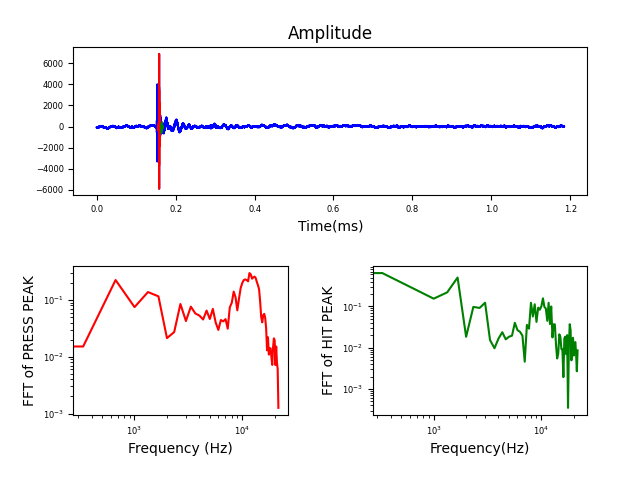 Amplitude
6000
4000
2000
0
−2000
−4000
−6000
0.0 0.2 0.4 0.6 0.8 1.0 1.2
Time(ms)
FFT of PRESS PEAK
10⁻¹
10⁻²
10⁻³
10³ 10⁴
Frequency (Hz)
FFT of HIT PEAK
10⁻¹
10⁻²
10⁻³
10³ 10⁴
Frequency(Hz)